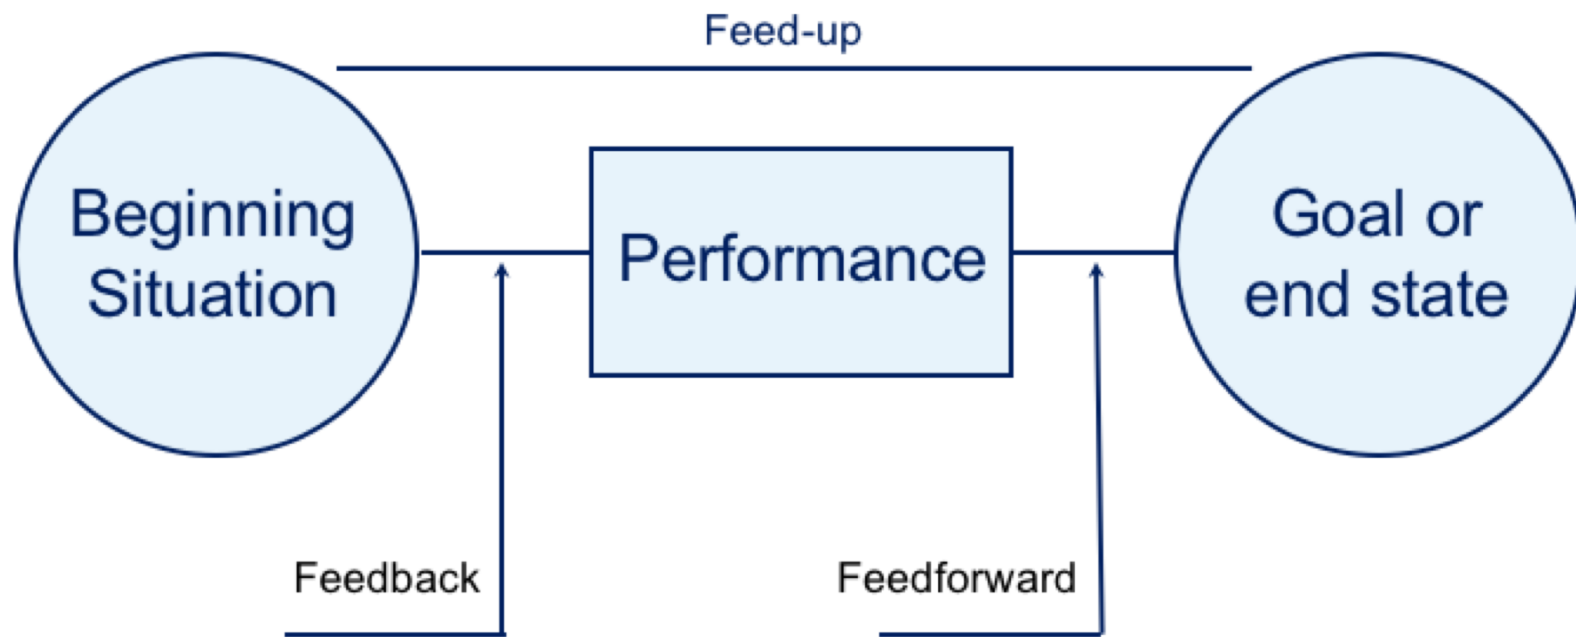 Feed-up
Beginning
Situation
Performance
Goal or
end state
Feedback
Feedforward